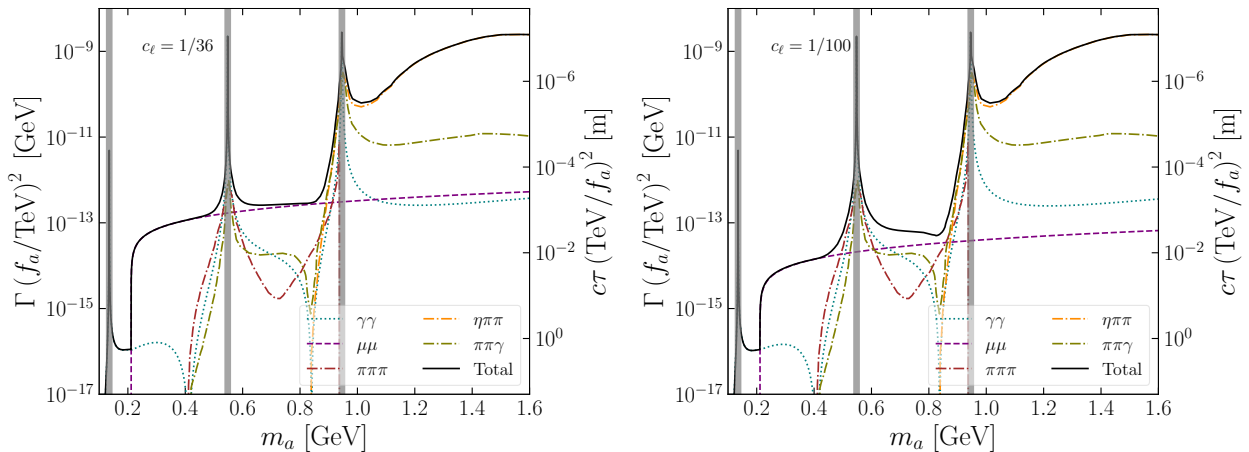 c_ℓ = 1/36
Γ (f_a/TeV)² [GeV]
10⁻⁹
10⁻¹¹
10⁻¹³
10⁻¹⁵
10⁻¹⁷
0.2 0.4 0.6 0.8 1.0 1.2 1.4 1.6
m_a [GeV]
10⁻⁶
10⁻⁴
10⁻²
10⁰
cτ (TeV/f_a)² [m]
γγ
μμ
πππ
ηππ
ππγ
Total
c_ℓ = 1/100
Γ (f_a/TeV)² [GeV]
10⁻⁹
10⁻¹¹
10⁻¹³
10⁻¹⁵
10⁻¹⁷
0.2 0.4 0.6 0.8 1.0 1.2 1.4 1.6
m_a [GeV]
10⁻⁶
10⁻⁴
10⁻²
10⁰
cτ (TeV/f_a)² [m]
γγ
μμ
πππ
ηππ
ππγ
Total